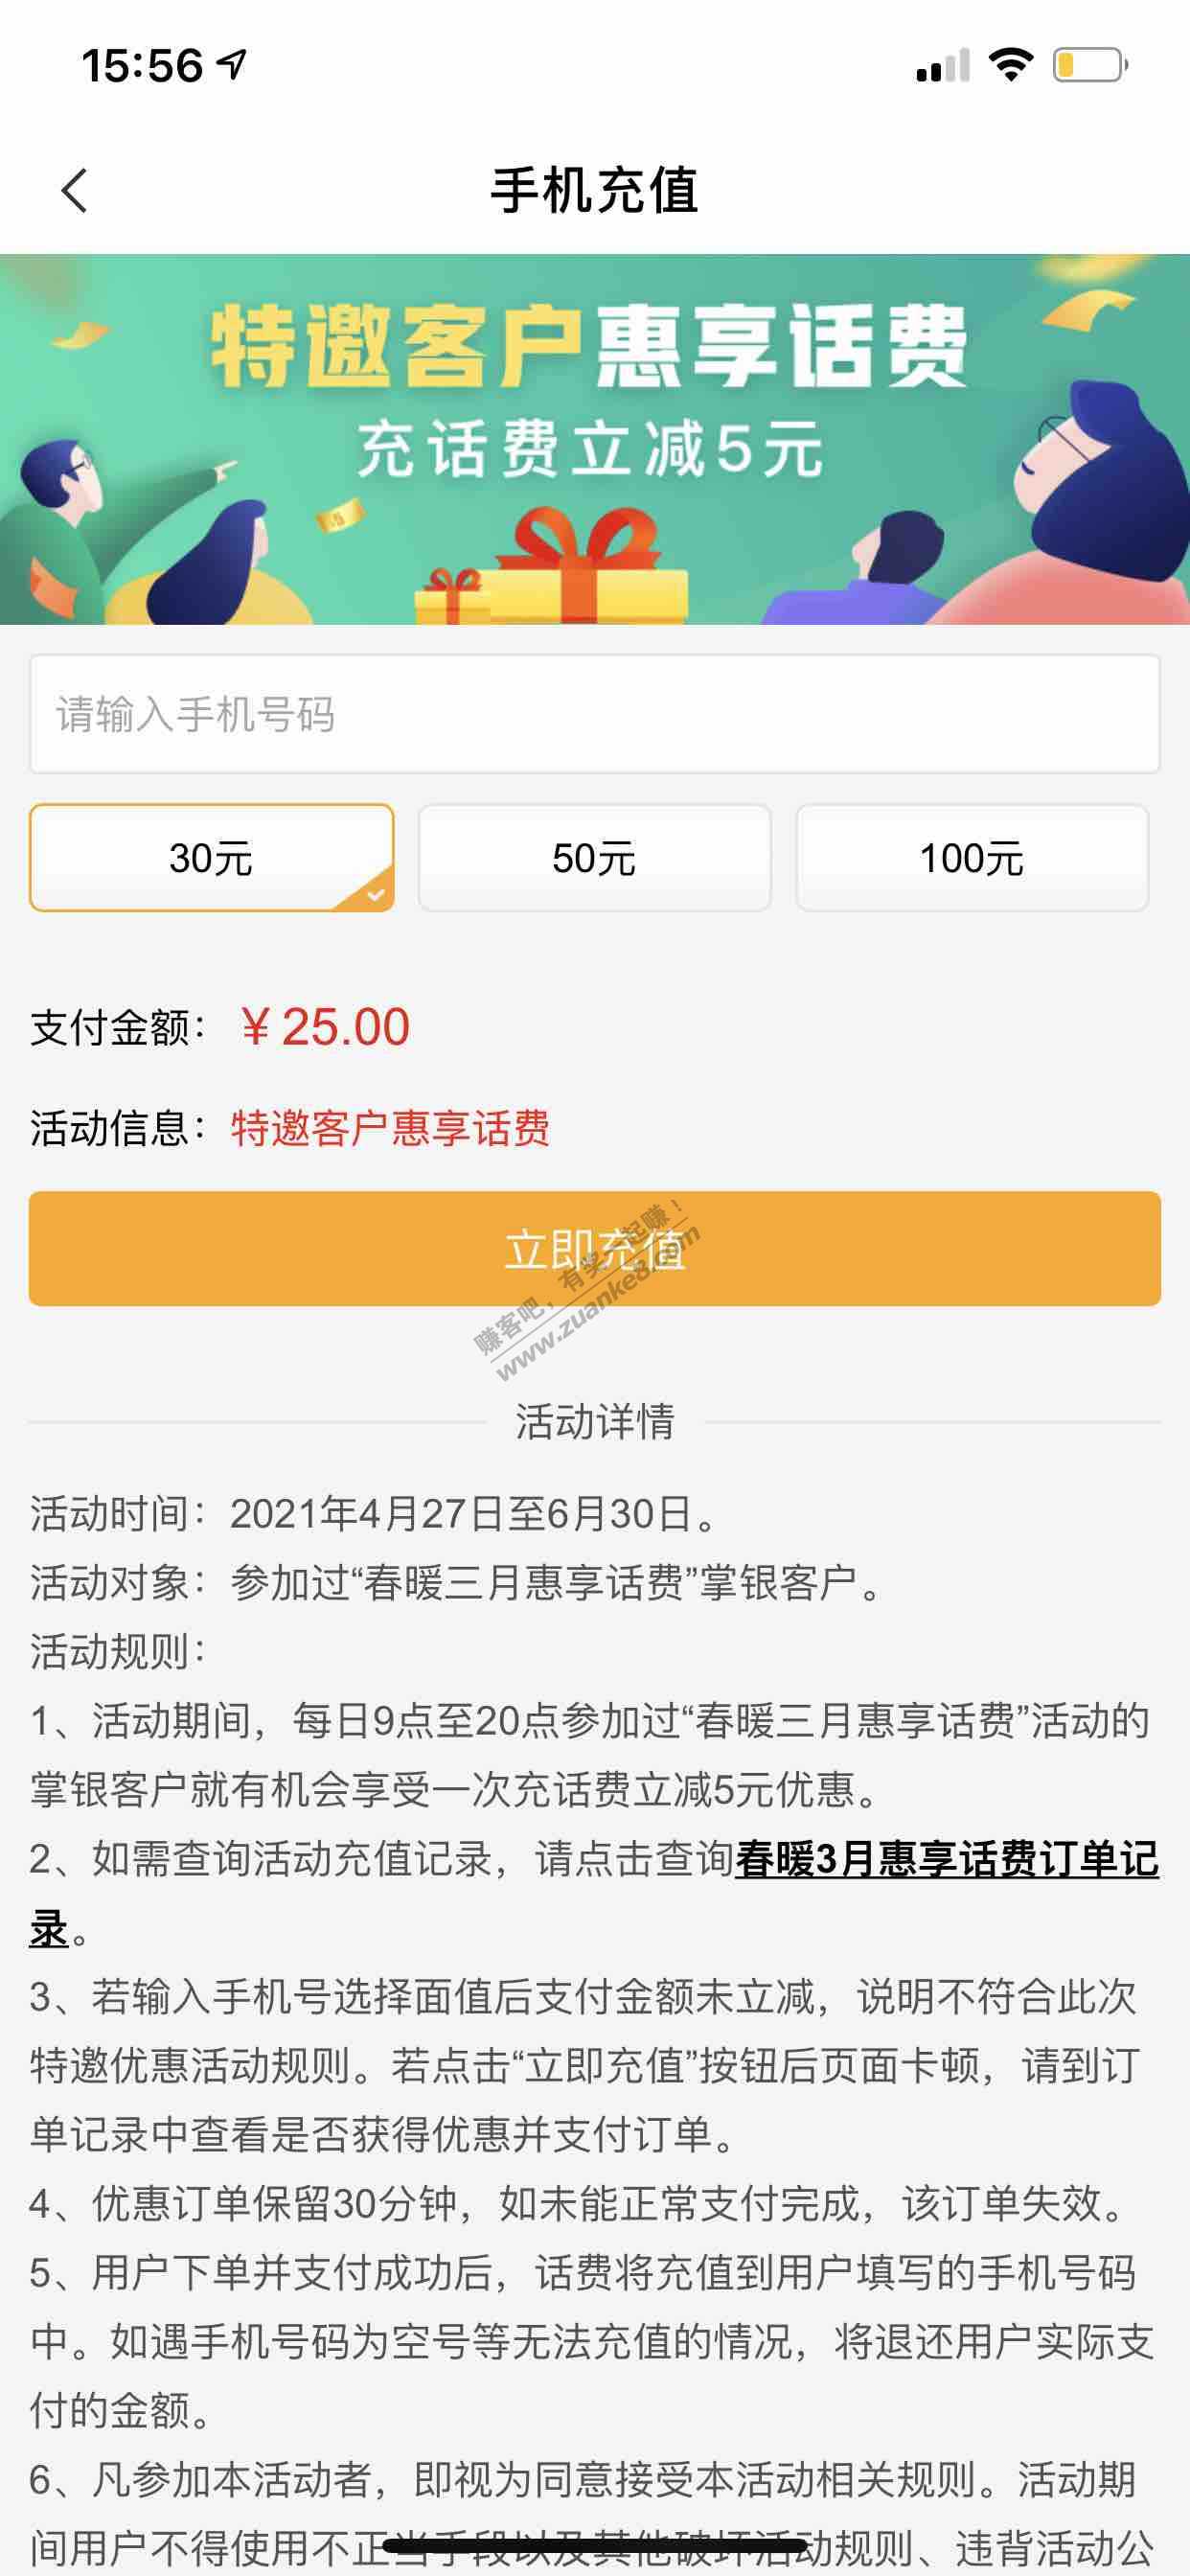 15:56
手机充值
特邀客户惠享话费
充话费立减5元
请输入手机号码
30元
50元
100元
支付金额： ￥25.00
活动信息：特邀客户惠享话费
立即充值
赚客吧，有奖一起赚！
www.zuanke8.com
活动详情
活动时间：2021年4月27日至6月30日。
活动对象：参加过“春暖三月惠享话费”掌银客户。
活动规则：
1、活动期间，每日9点至20点参加过“春暖三月惠享话费”活动的
掌银客户就有机会享受一次充话费立减5元优惠。
2、如需查询活动充值记录，请点击查询春暖3月惠享话费订单记
录。
3、若输入手机号选择面值后支付金额未立减，说明不符合此次
特邀优惠活动规则。若点击“立即充值”按钮后页面卡顿，请到订
单记录中查看是否获得优惠并支付订单。
4、优惠订单保留30分钟，如未能正常支付完成，该订单失效。
5、用户下单并支付成功后，话费将充值到用户填写的手机号码
中。如遇手机号码为空号等无法充值的情况，将退还用户实际支
付的金额。
6、凡参加本活动者，即视为同意接受本活动相关规则。活动期
间用户不得使用不正当手段以及其他破坏活动规则、违背活动公